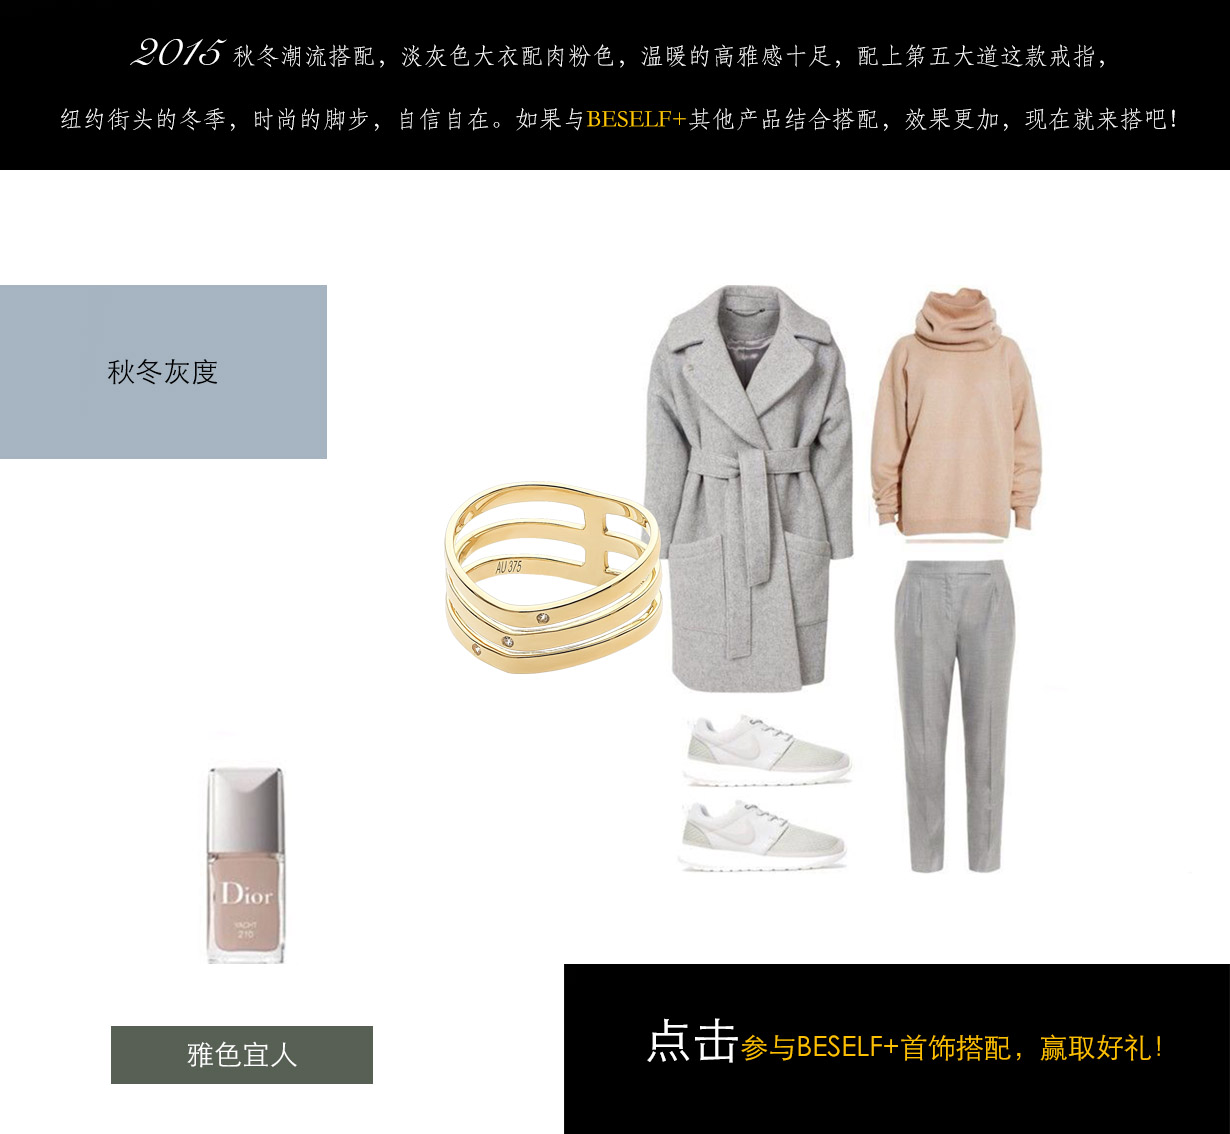 2015 秋冬潮流搭配，淡灰色大衣配肉粉色，温暖的高雅感十足，配上第五大道这款戒指，
纽约街头的冬季，时尚的脚步，自信自在。如果与BESELF+其他产品结合搭配，效果更加，现在就来搭吧！
秋冬灰度
AU 375
Dior
YACHT
210
雅色宜人
点击参与BESELF+首饰搭配，赢取好礼！